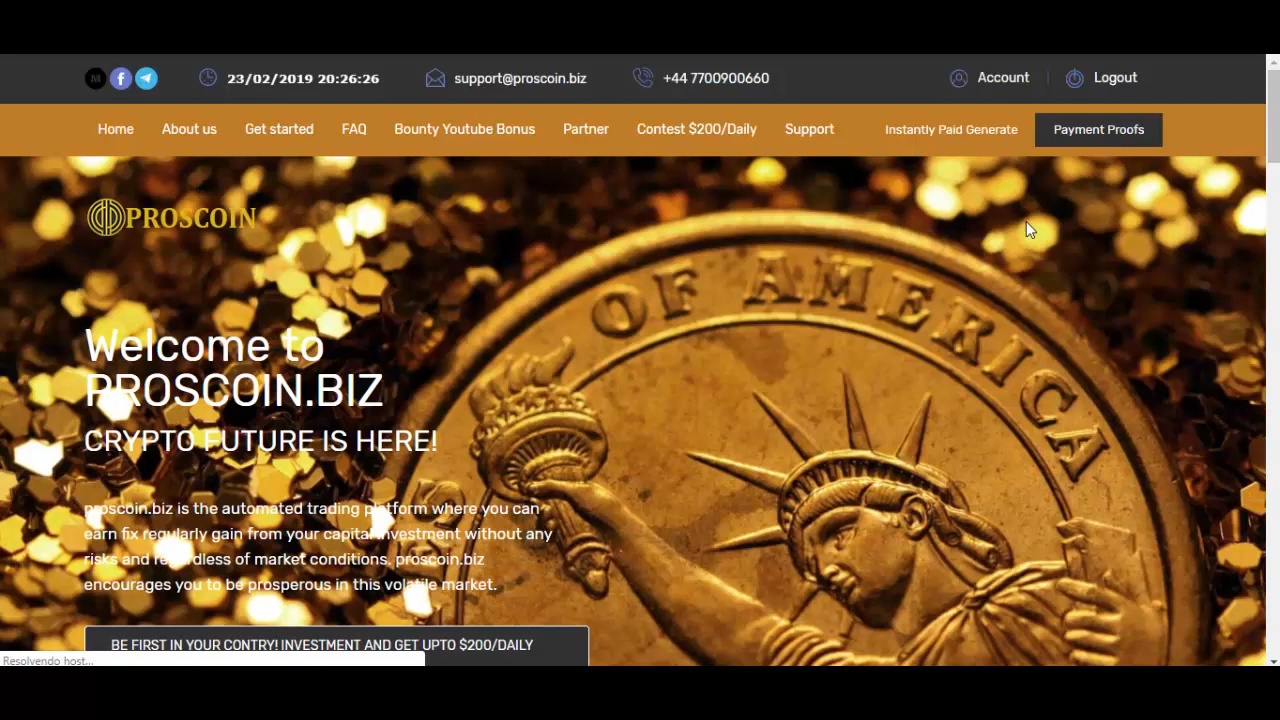 23/02/2019 20:26:26
support@proscoin.biz
+44 7700900660
Account
Logout
Home
About us
Get started
FAQ
Bounty Youtube Bonus
Partner
Contest $200/Daily
Support
Instantly Paid Generate
Payment Proofs
PROSCOIN
OF AMERICA
Welcome to
PROSCOIN.BIZ
CRYPTO FUTURE IS HERE!
proscoin.biz is the automated trading platform where you can
earn fix regularly gain from your capital investment without any
risks and regardless of market conditions. proscoin.biz
encourages you to be prosperous in this volatile market.
BE FIRST IN YOUR CONTRY! INVESTMENT AND GET UPTO $200/DAILY
Resolvendo host...